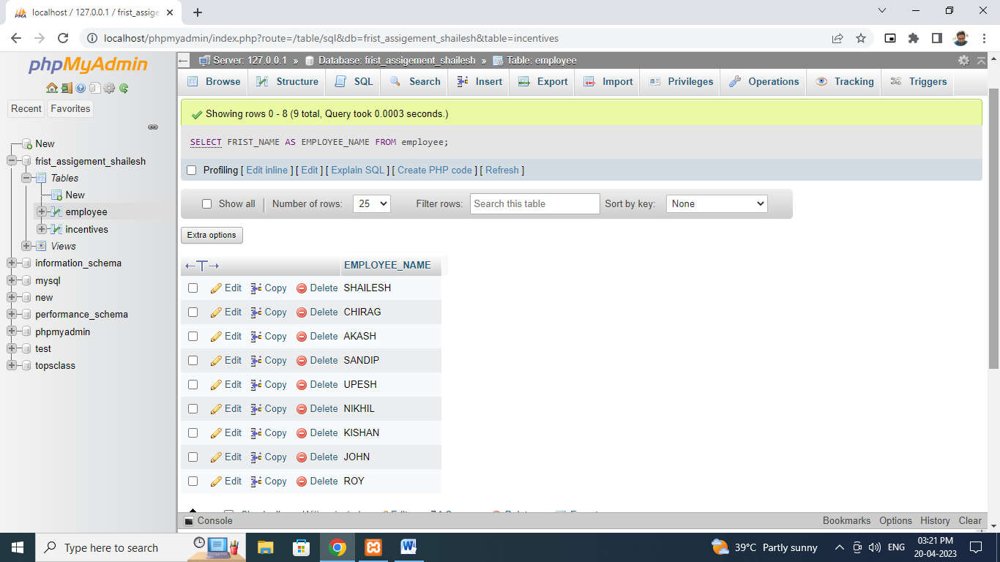 localhost / 127.0.0.1 / frist_assige
localhost/phpmyadmin/index.php?route=/table/sql&db=frist_assigement_shailesh&table=incentives
phpMyAdmin
Recent Favorites
New
frist_assigement_shailesh
Tables
New
employee
incentives
Views
information_schema
mysql
new
performance_schema
phpmyadmin
test
topsclass
Server: 127.0.0.1 » Database: frist_assigement_shailesh » Table: employee
Browse Structure SQL Search Insert Export Import Privileges Operations Tracking Triggers
Showing rows 0 - 8 (9 total, Query took 0.0003 seconds.)
SELECT FRIST_NAME AS EMPLOYEE_NAME FROM employee;
Profiling [ Edit inline ] [ Edit ] [ Explain SQL ] [ Create PHP code ] [ Refresh ]
Show all Number of rows: 25 Filter rows: Search this table Sort by key: None
Extra options
←T→ EMPLOYEE_NAME
Edit Copy Delete SHAILESH
Edit Copy Delete CHIRAG
Edit Copy Delete AKASH
Edit Copy Delete SANDIP
Edit Copy Delete UPESH
Edit Copy Delete NIKHIL
Edit Copy Delete KISHAN
Edit Copy Delete JOHN
Edit Copy Delete ROY
Console Bookmarks Options History Clear
Type here to search
39°C Partly sunny
ENG
03:21 PM
20-04-2023